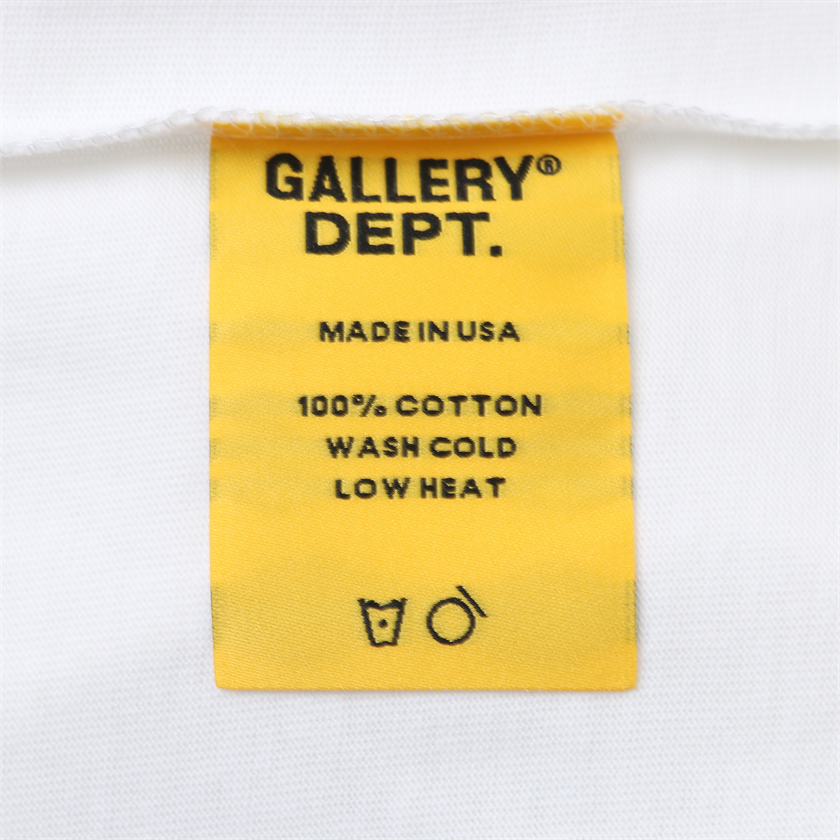 GALLERY®
DEPT.
MADE IN USA
100% COTTON
WASH COLD
LOW HEAT